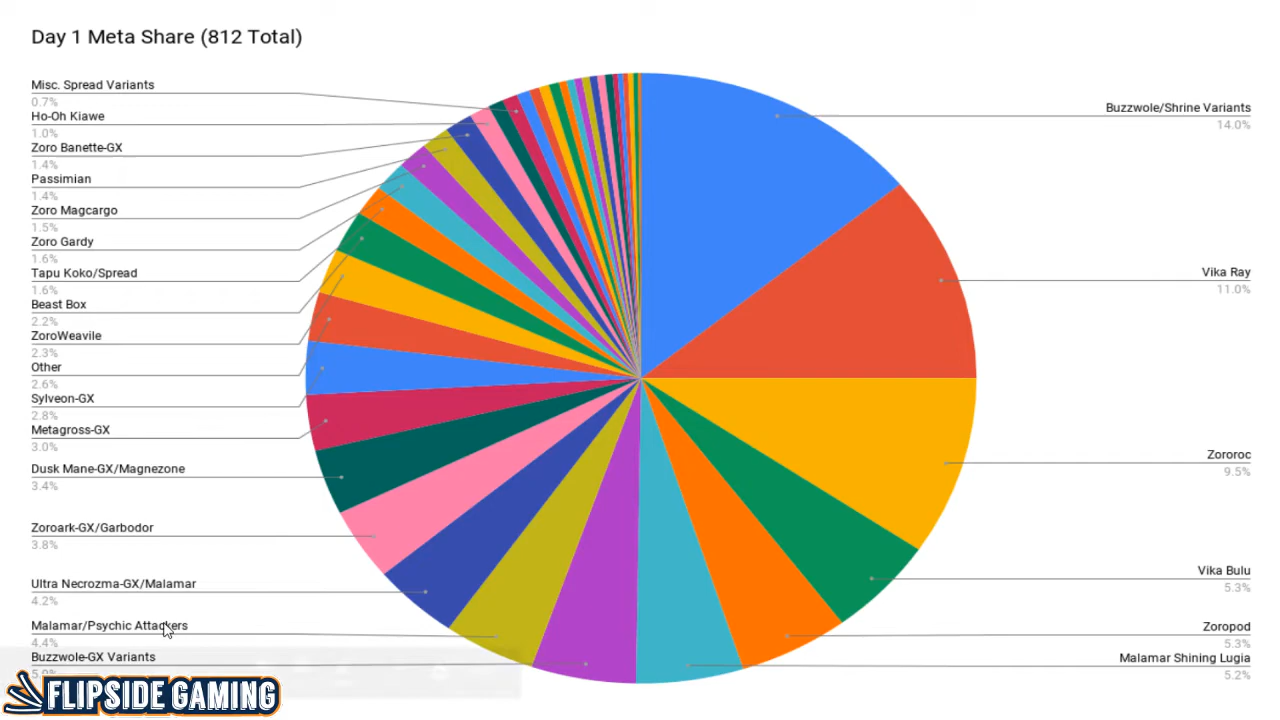 Day 1 Meta Share (812 Total)
Misc. Spread Variants
0.7%
Ho-Oh Kiawe
1.0%
Zoro Banette-GX
1.4%
Passimian
1.4%
Zoro Magcargo
1.5%
Zoro Gardy
1.6%
Tapu Koko/Spread
1.6%
Beast Box
2.2%
ZoroWeavile
2.3%
Other
2.6%
Sylveon-GX
2.8%
Metagross-GX
3.0%
Dusk Mane-GX/Magnezone
3.4%
Zoroark-GX/Garbodor
3.8%
Ultra Necrozma-GX/Malamar
4.2%
Malamar/Psychic Attackers
4.4%
Buzzwole-GX Variants
Buzzwole/Shrine Variants
14.0%
Vika Ray
11.0%
Zororoc
9.5%
Vika Bulu
5.3%
Zoropod
5.3%
Malamar Shining Lugia
5.2%
FLIPSIDE GAMING